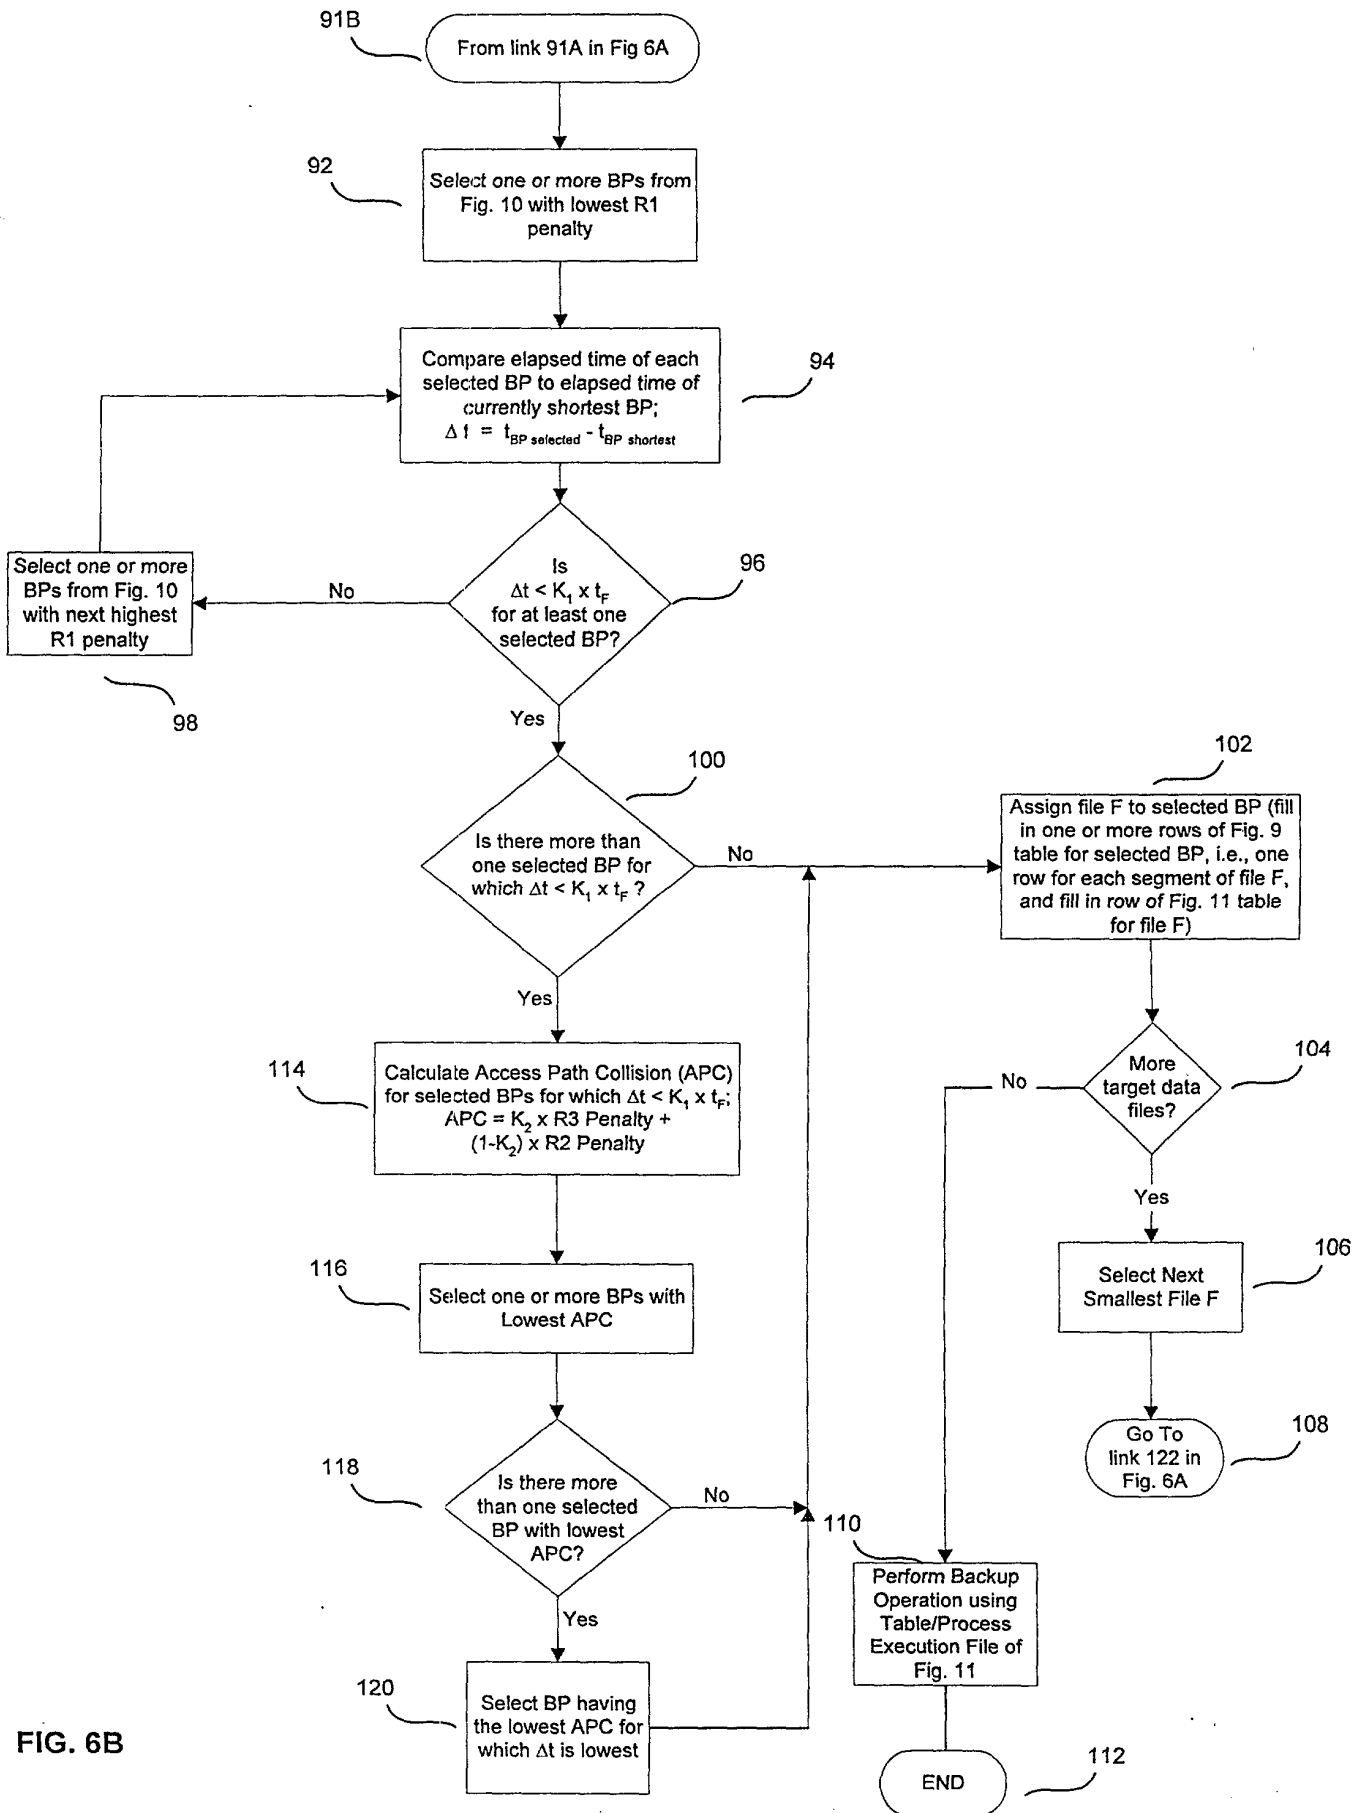 91B
From link 91A in Fig 6A
92
Select one or more BPs from
Fig. 10 with lowest R1
penalty
Compare elapsed time of each
selected BP to elapsed time of
currently shortest BP;
Δ t = t BP selected - t BP shortest
94
Is
Δt < K1 x tF
for at least one
selected BP?
96
No
Select one or more
BPs from Fig. 10
with next highest
R1 penalty
98
Yes
100
Is there more than
one selected BP for
which Δt < K1 x tF ?
No
102
Assign file F to selected BP (fill
in one or more rows of Fig. 9
table for selected BP, i.e., one
row for each segment of file F,
and fill in row of Fig. 11 table
for file F)
Yes
114
Calculate Access Path Collision (APC)
for selected BPs for which Δt < K1 x tF;
APC = K2 x R3 Penalty +
(1-K2) x R2 Penalty
104
More
target data
files?
No
Yes
106
Select Next
Smallest File F
116
Select one or more BPs with
Lowest APC
108
Go To
link 122 in
Fig. 6A
118
Is there more
than one selected
BP with lowest
APC?
No
Yes
110
Perform Backup
Operation using
Table/Process
Execution File of
Fig. 11
120
Select BP having
the lowest APC for
which Δt is lowest
112
END
FIG. 6B